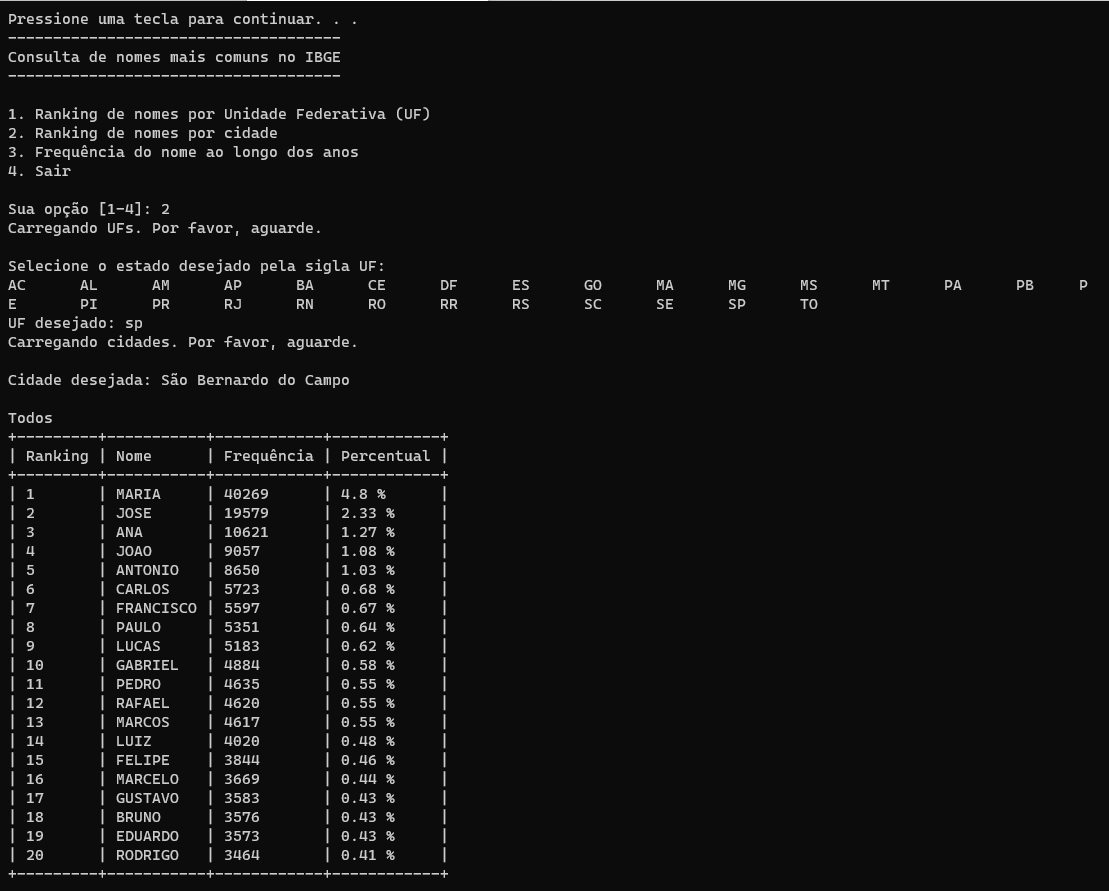 Pressione uma tecla para continuar. . .
-------------------------------------
Consulta de nomes mais comuns no IBGE
-------------------------------------
1. Ranking de nomes por Unidade Federativa (UF)
2. Ranking de nomes por cidade
3. Frequência do nome ao longo dos anos
4. Sair
Sua opção [1-4]: 2
Carregando UFs. Por favor, aguarde.
Selecione o estado desejado pela sigla UF:
AC      AL      AM      AP      BA      CE      DF      ES      GO      MA      MG      MS      MT      PA      PB     P
E       PI      PR      RJ      RN      RO      RR      RS      SC      SE      SP      TO
UF desejado: sp
Carregando cidades. Por favor, aguarde.
Cidade desejada: São Bernardo do Campo
Todos
+---------+-----------+------------+------------+
| Ranking | Nome      | Frequência | Percentual |
+---------+-----------+------------+------------+
| 1       | MARIA     | 40269      | 4.8 %      |
| 2       | JOSE      | 19579      | 2.33 %     |
| 3       | ANA       | 10621      | 1.27 %     |
| 4       | JOAO      | 9057       | 1.08 %     |
| 5       | ANTONIO   | 8650       | 1.03 %     |
| 6       | CARLOS    | 5723       | 0.68 %     |
| 7       | FRANCISCO | 5597       | 0.67 %     |
| 8       | PAULO     | 5351       | 0.64 %     |
| 9       | LUCAS     | 5183       | 0.62 %     |
| 10      | GABRIEL   | 4884       | 0.58 %     |
| 11      | PEDRO     | 4635       | 0.55 %     |
| 12      | RAFAEL    | 4620       | 0.55 %     |
| 13      | MARCOS    | 4617       | 0.55 %     |
| 14      | LUIZ      | 4020       | 0.48 %     |
| 15      | FELIPE    | 3844       | 0.46 %     |
| 16      | MARCELO   | 3669       | 0.44 %     |
| 17      | GUSTAVO   | 3583       | 0.43 %     |
| 18      | BRUNO     | 3576       | 0.43 %     |
| 19      | EDUARDO   | 3573       | 0.43 %     |
| 20      | RODRIGO   | 3464       | 0.41 %     |
+---------+-----------+------------+------------+